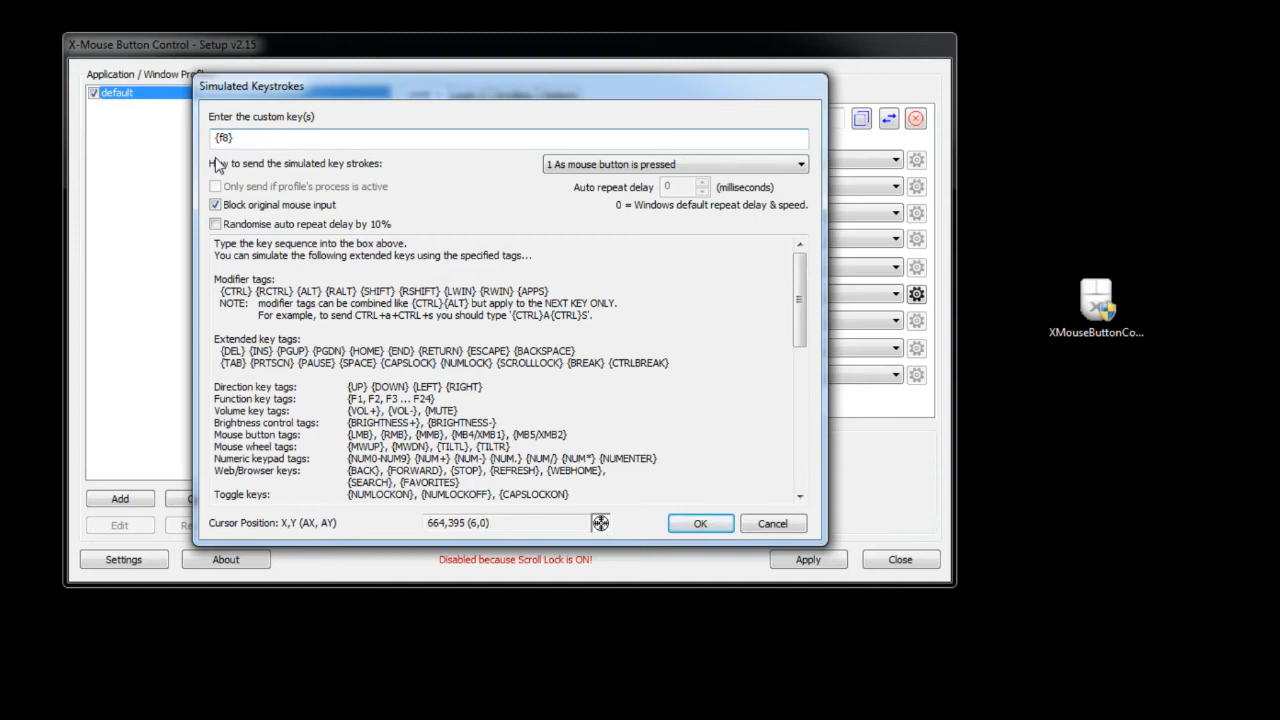 X-Mouse Button Control - Setup v2.15
Application / Window Prof
default
Simulated Keystrokes
Enter the custom key(s)
{f8}
How to send the simulated key strokes:
1 As mouse button is pressed
Only send if profile's process is active
Auto repeat delay 0 (milliseconds)
Block original mouse input
0 = Windows default repeat delay & speed.
Randomise auto repeat delay by 10%
Type the key sequence into the box above.
You can simulate the following extended keys using the specified tags...
Modifier tags:
{CTRL} {RCTRL} {ALT} {RALT} {SHIFT} {RSHIFT} {LWIN} {RWIN} {APPS}
NOTE: modifier tags can be combined like {CTRL}{ALT} but apply to the NEXT KEY ONLY.
For example, to send CTRL+a+CTRL+s you should type '{CTRL}A{CTRL}S'.
Extended key tags:
{DEL} {INS} {PGUP} {PGDN} {HOME} {END} {RETURN} {ESCAPE} {BACKSPACE}
{TAB} {PRTSCN} {PAUSE} {SPACE} {CAPSLOCK} {NUMLOCK} {SCROLLLOCK} {BREAK} {CTRLBREAK}
Direction key tags: {UP} {DOWN} {LEFT} {RIGHT}
Function key tags: {F1, F2, F3 ... F24}
Volume key tags: {VOL+}, {VOL-}, {MUTE}
Brightness control tags: {BRIGHTNESS+}, {BRIGHTNESS-}
Mouse button tags: {LMB}, {RMB}, {MMB}, {MB4/XMB1}, {MB5/XMB2}
Mouse wheel tags: {MWUP}, {MWDN}, {TILTL}, {TILTR}
Numeric keypad tags: {NUM0-NUM9} {NUM+} {NUM-} {NUM.} {NUM/} {NUM*} {NUMENTER}
Web/Browser keys: {BACK}, {FORWARD}, {STOP}, {REFRESH}, {WEBHOME},
{SEARCH}, {FAVORITES}
Toggle keys: {NUMLOCKON}, {NUMLOCKOFF}, {CAPSLOCKON}
Cursor Position: X,Y (AX, AY) 664,395 (6,0)
OK
Cancel
Add
Edit
Settings
About
Disabled because Scroll Lock is ON!
Apply
Close
XMouseButtonCo...